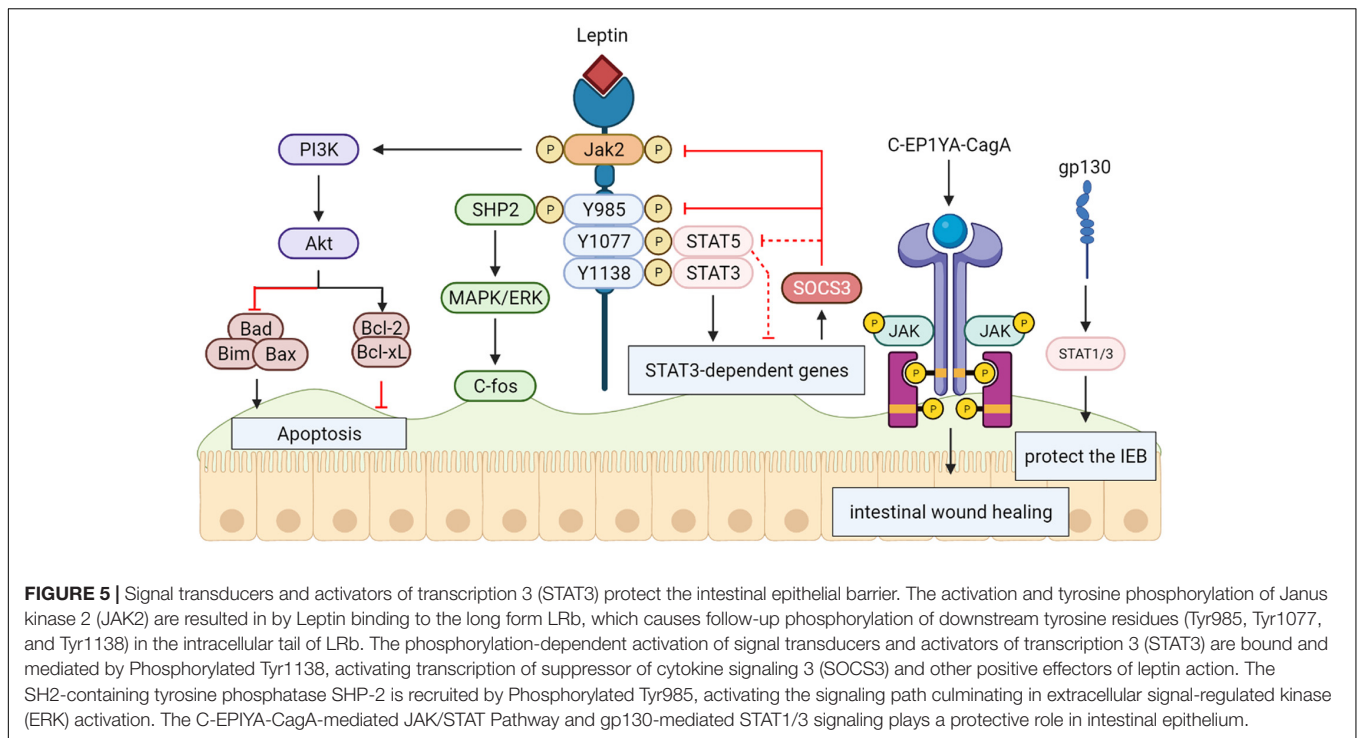 Leptin
P
Jak2
P
PI3K
C-EP1YA-CagA
gp130
SHP2
P
Y985
P
Akt
Y1077
P
STAT5
Y1138
P
STAT3
SOCS3
MAPK/ERK
Bad
Bim
Bax
Bcl-2
Bcl-xL
P
JAK
JAK
P
STAT1/3
STAT3-dependent genes
P
P
C-fos
P
P
Apoptosis
protect the IEB
intestinal wound healing
FIGURE 5 | Signal transducers and activators of transcription 3 (STAT3) protect the intestinal epithelial barrier. The activation and tyrosine phosphorylation of Janus
kinase 2 (JAK2) are resulted in by Leptin binding to the long form LRb, which causes follow-up phosphorylation of downstream tyrosine residues (Tyr985, Tyr1077,
and Tyr1138) in the intracellular tail of LRb. The phosphorylation-dependent activation of signal transducers and activators of transcription 3 (STAT3) are bound and
mediated by Phosphorylated Tyr1138, activating transcription of suppressor of cytokine signaling 3 (SOCS3) and other positive effectors of leptin action. The
SH2-containing tyrosine phosphatase SHP-2 is recruited by Phosphorylated Tyr985, activating the signaling path culminating in extracellular signal-regulated kinase
(ERK) activation. The C-EPIYA-CagA-mediated JAK/STAT Pathway and gp130-mediated STAT1/3 signaling plays a protective role in intestinal epithelium.